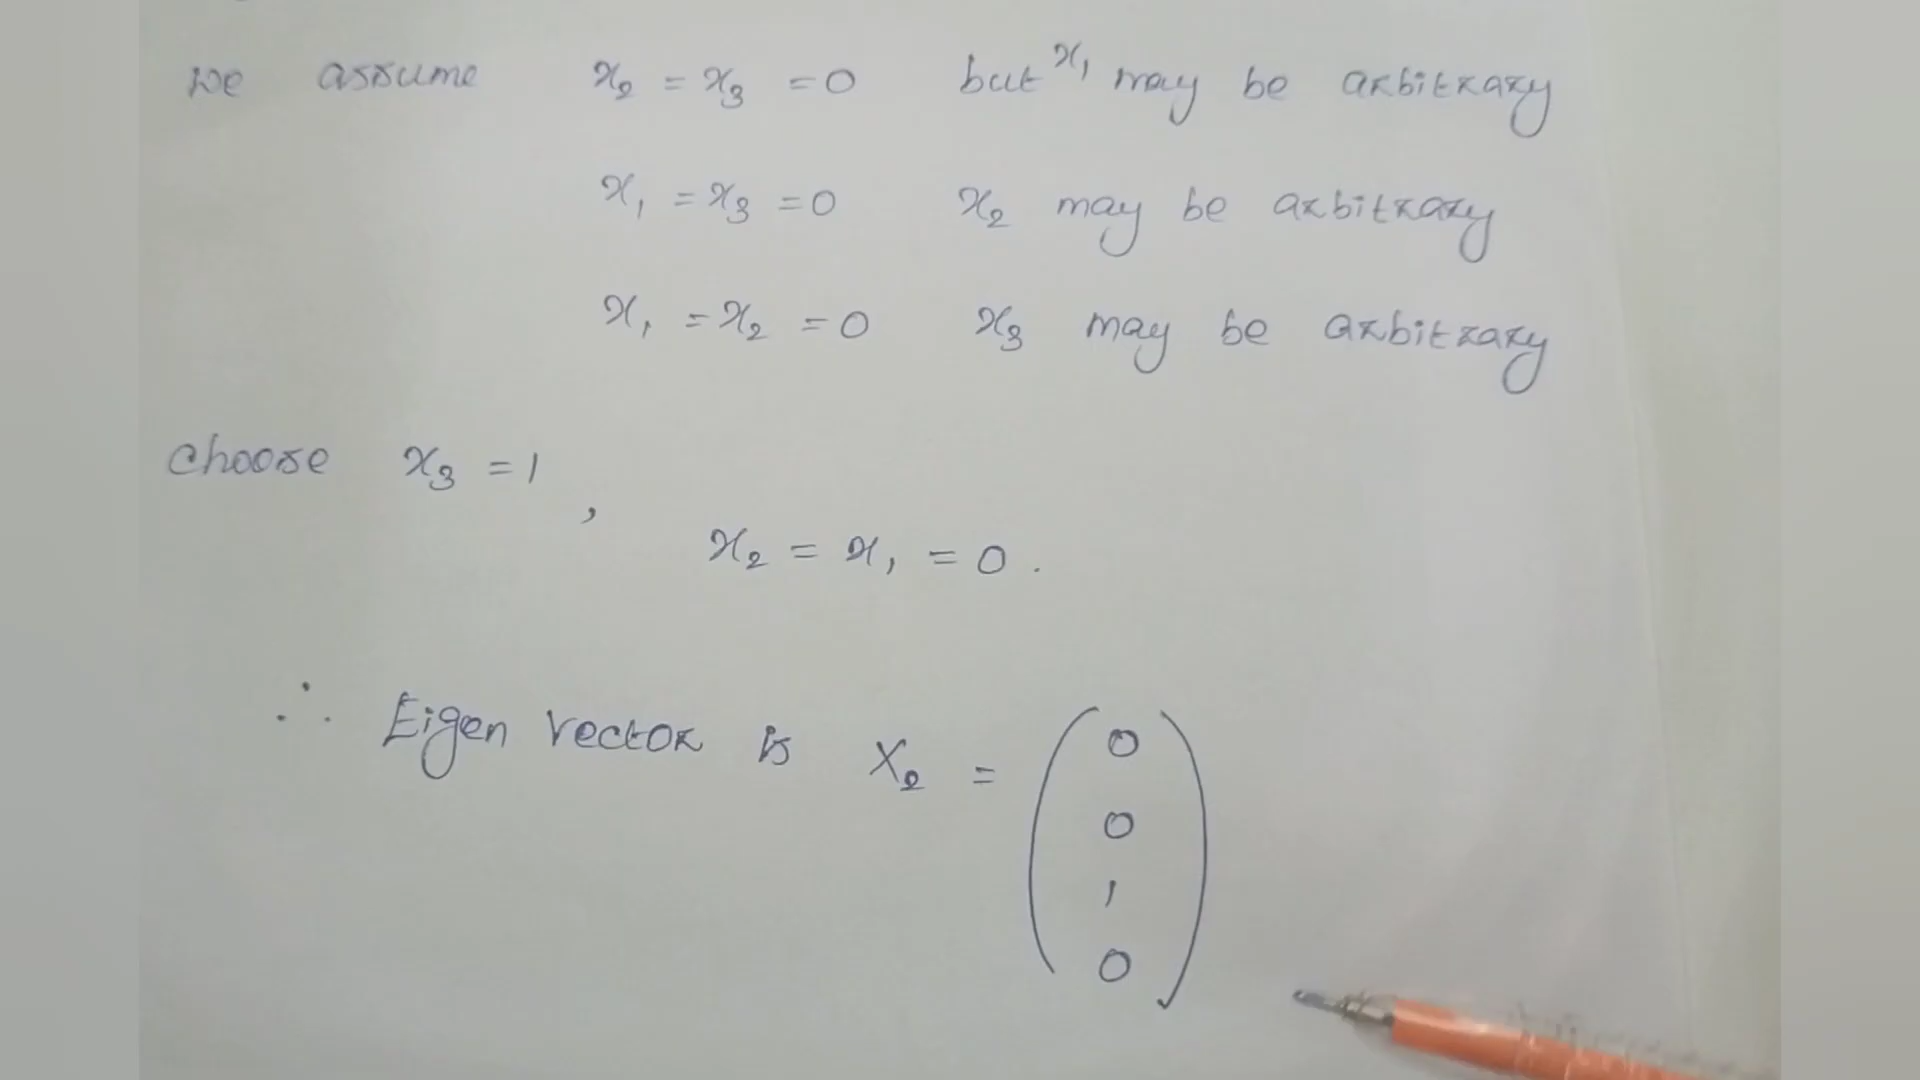 we assume x₂ = x₃ = 0 but x₁ may be arbitrary
x₁ = x₃ = 0 x₂ may be arbitrary
x₁ = x₂ = 0 x₃ may be arbitrary
choose x₃ = 1 ,
x₂ = x₁ = 0 .
∴ Eigen vector is X₂ = ( 0
0
1
0 )